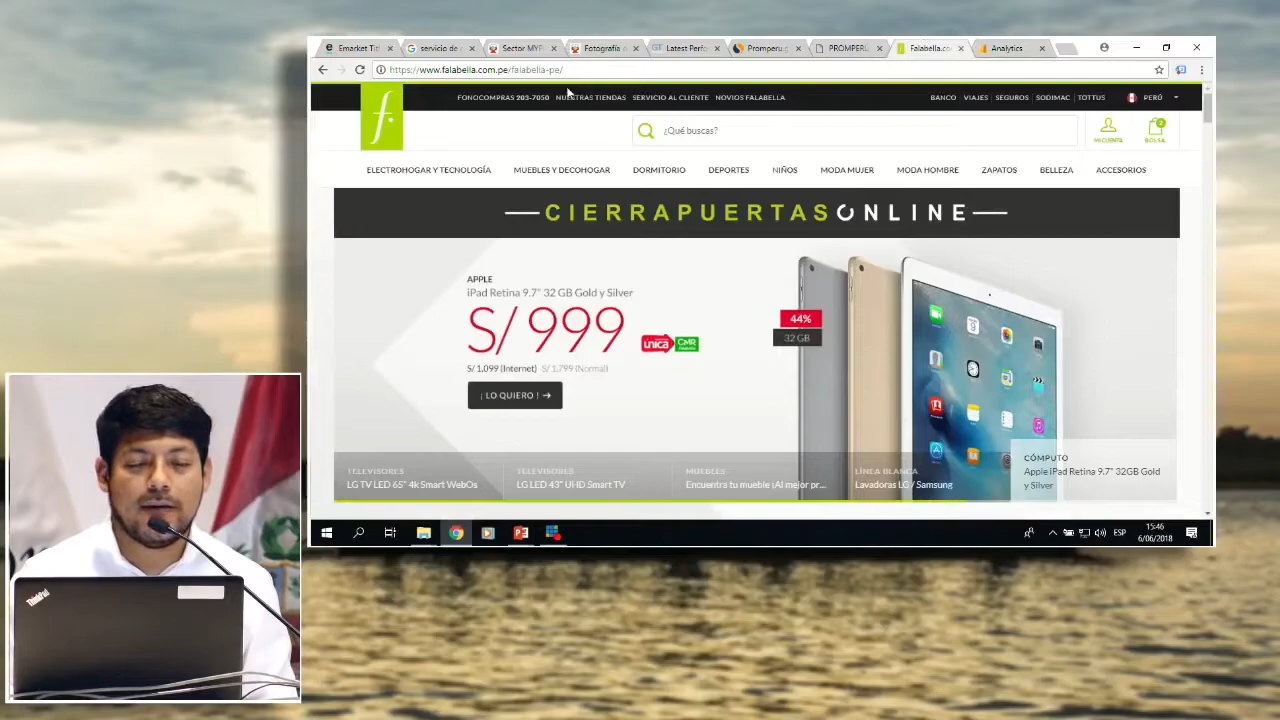 Emarket Titl
servicio de
Sector MYP
Fotografía
Latest Perfo
Promperu.g
PROMPERU
Falabella.co
Analytics
https://www.falabella.com.pe/falabella-pe/
FONOCOMPRAS 203-7050
NUESTRAS TIENDAS
SERVICIO AL CLIENTE
NOVIOS FALABELLA
BANCO
VIAJES
SEGUROS
SODIMAC
TOTTUS
PERÚ
f.
¿Qué buscas?
MI CUENTA
2
BOLSA
ELECTROHOGAR Y TECNOLOGÍA
MUEBLES Y DECOHOGAR
DORMITORIO
DEPORTES
NIÑOS
MODA MUJER
MODA HOMBRE
ZAPATOS
BELLEZA
ACCESORIOS
CIERRAPUERTASONLINE
APPLE
iPad Retina 9.7" 32 GB Gold y Silver
S/ 999
única
CMR
44%
32 GB
S/ 1.099 (Internet) S/ 1.799 (Normal)
¡ LO QUIERO !
TELEVISORES
LG TV LED 65" 4k Smart WebOs
TELEVISORES
LG LED 43" UHD Smart TV
MUEBLES
Encuentra tu mueble ¡Al mejor pr...
LÍNEA BLANCA
Lavadoras LG / Samsung
CÓMPUTO
Apple IPad Retina 9.7" 32GB Gold
y Silver
ESP
15:46
6/06/2018
ThinkPad